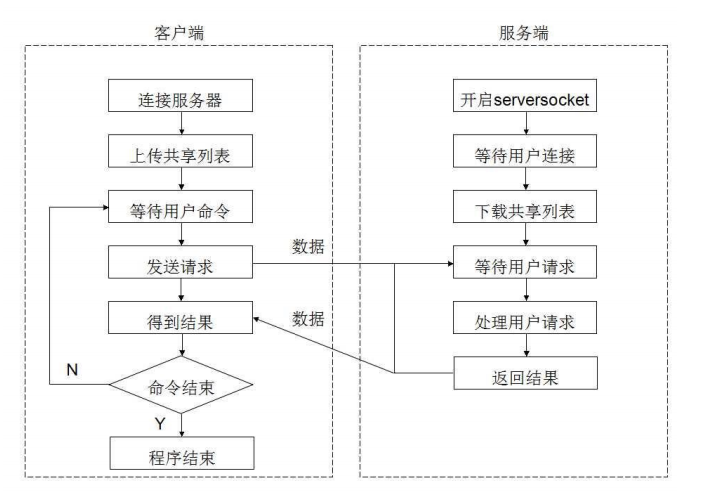 客户端
服务端
连接服务器
上传共享列表
等待用户命令
发送请求
得到结果
命令结束
N
Y
程序结束
数据
数据
开启serversocket
等待用户连接
下载共享列表
等待用户请求
处理用户请求
返回结果